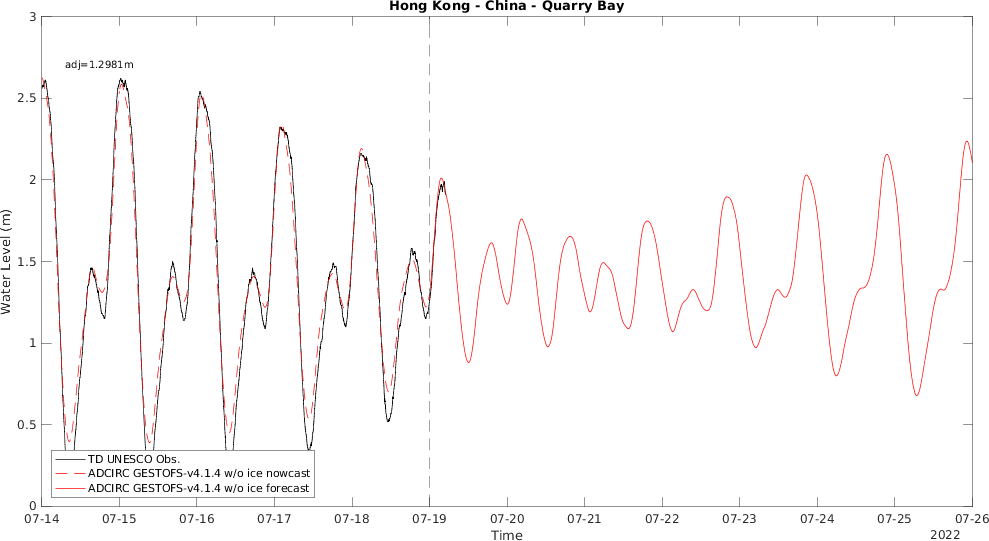 Hong Kong - China - Quarry Bay
adj=1.2981m
3
2.5
2
1.5
1
0.5
0
Water Level (m)
TD UNESCO Obs.
ADCIRC GESTOFS-v4.1.4 w/o ice nowcast
ADCIRC GESTOFS-v4.1.4 w/o ice forecast
07-14 07-15 07-16 07-17 07-18 07-19 07-20 07-21 07-22 07-23 07-24 07-25 07-26
Time
2022